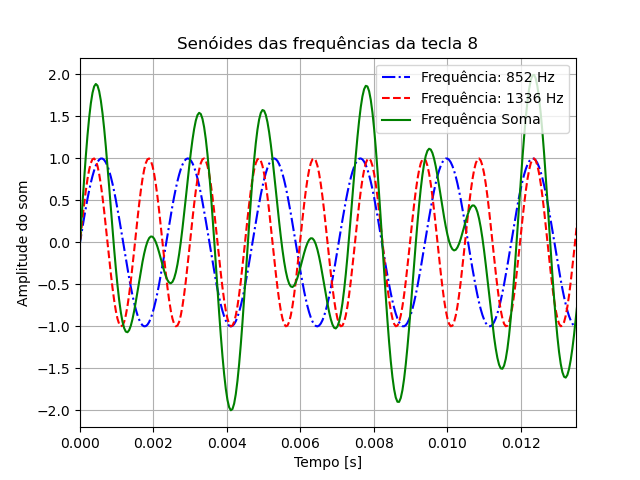 Senóides das frequências da tecla 8
Frequência: 852 Hz
Frequência: 1336 Hz
Frequência Soma
Amplitude do som
2.0
1.5
1.0
0.5
0.0
−0.5
−1.0
−1.5
−2.0
0.000 0.002 0.004 0.006 0.008 0.010 0.012
Tempo [s]